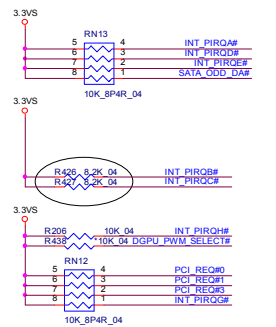 3.3VS
RN13
5 4 INT_PIRQA#
6 3 INT_PIRQD#
7 2 INT_PIRQE#
8 1 SATA_ODD_DA#
10K_8P4R_04
3.3VS
R426 8.2K_04 INT_PIRQB#
R427 8.2K_04 INT_PIRQC#
3.3VS
R206 10K_04 INT_PIRQH#
R438 *10K_04 DGPU_PWM_SELECT#
RN12
5 4 PCI_REQ#0
6 3 PCI_REQ#1
7 2 PCI_REQ#3
8 1 INT_PIRQG#
10K_8P4R_04